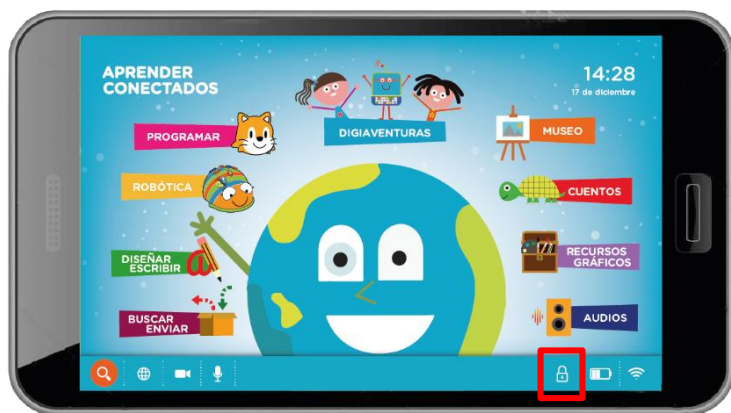 APRENDER
CONECTADOS
14:28
17 de diciembre
DIGIAVENTURAS
PROGRAMAR
MUSEO
ROBÓTICA
CUENTOS
DISEÑAR
ESCRIBIR
RECURSOS
GRÁFICOS
BUSCAR
ENVIAR
AUDIOS